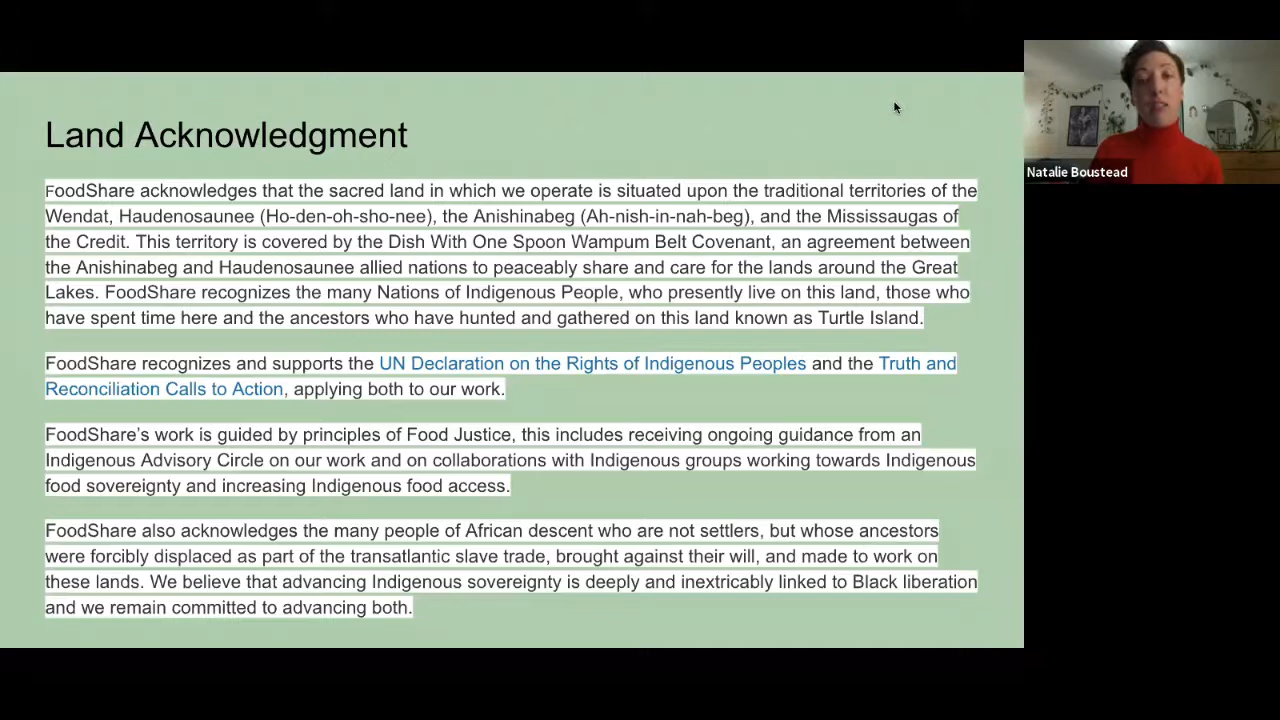 Land Acknowledgment
FoodShare acknowledges that the sacred land in which we operate is situated upon the traditional territories of the
Wendat, Haudenosaunee (Ho-den-oh-sho-nee), the Anishinabeg (Ah-nish-in-nah-beg), and the Mississaugas of
the Credit. This territory is covered by the Dish With One Spoon Wampum Belt Covenant, an agreement between
the Anishinabeg and Haudenosaunee allied nations to peaceably share and care for the lands around the Great
Lakes. FoodShare recognizes the many Nations of Indigenous People, who presently live on this land, those who
have spent time here and the ancestors who have hunted and gathered on this land known as Turtle Island.
FoodShare recognizes and supports the UN Declaration on the Rights of Indigenous Peoples and the Truth and
Reconciliation Calls to Action, applying both to our work.
FoodShare’s work is guided by principles of Food Justice, this includes receiving ongoing guidance from an
Indigenous Advisory Circle on our work and on collaborations with Indigenous groups working towards Indigenous
food sovereignty and increasing Indigenous food access.
FoodShare also acknowledges the many people of African descent who are not settlers, but whose ancestors
were forcibly displaced as part of the transatlantic slave trade, brought against their will, and made to work on
these lands. We believe that advancing Indigenous sovereignty is deeply and inextricably linked to Black liberation
and we remain committed to advancing both.
Natalie Boustead